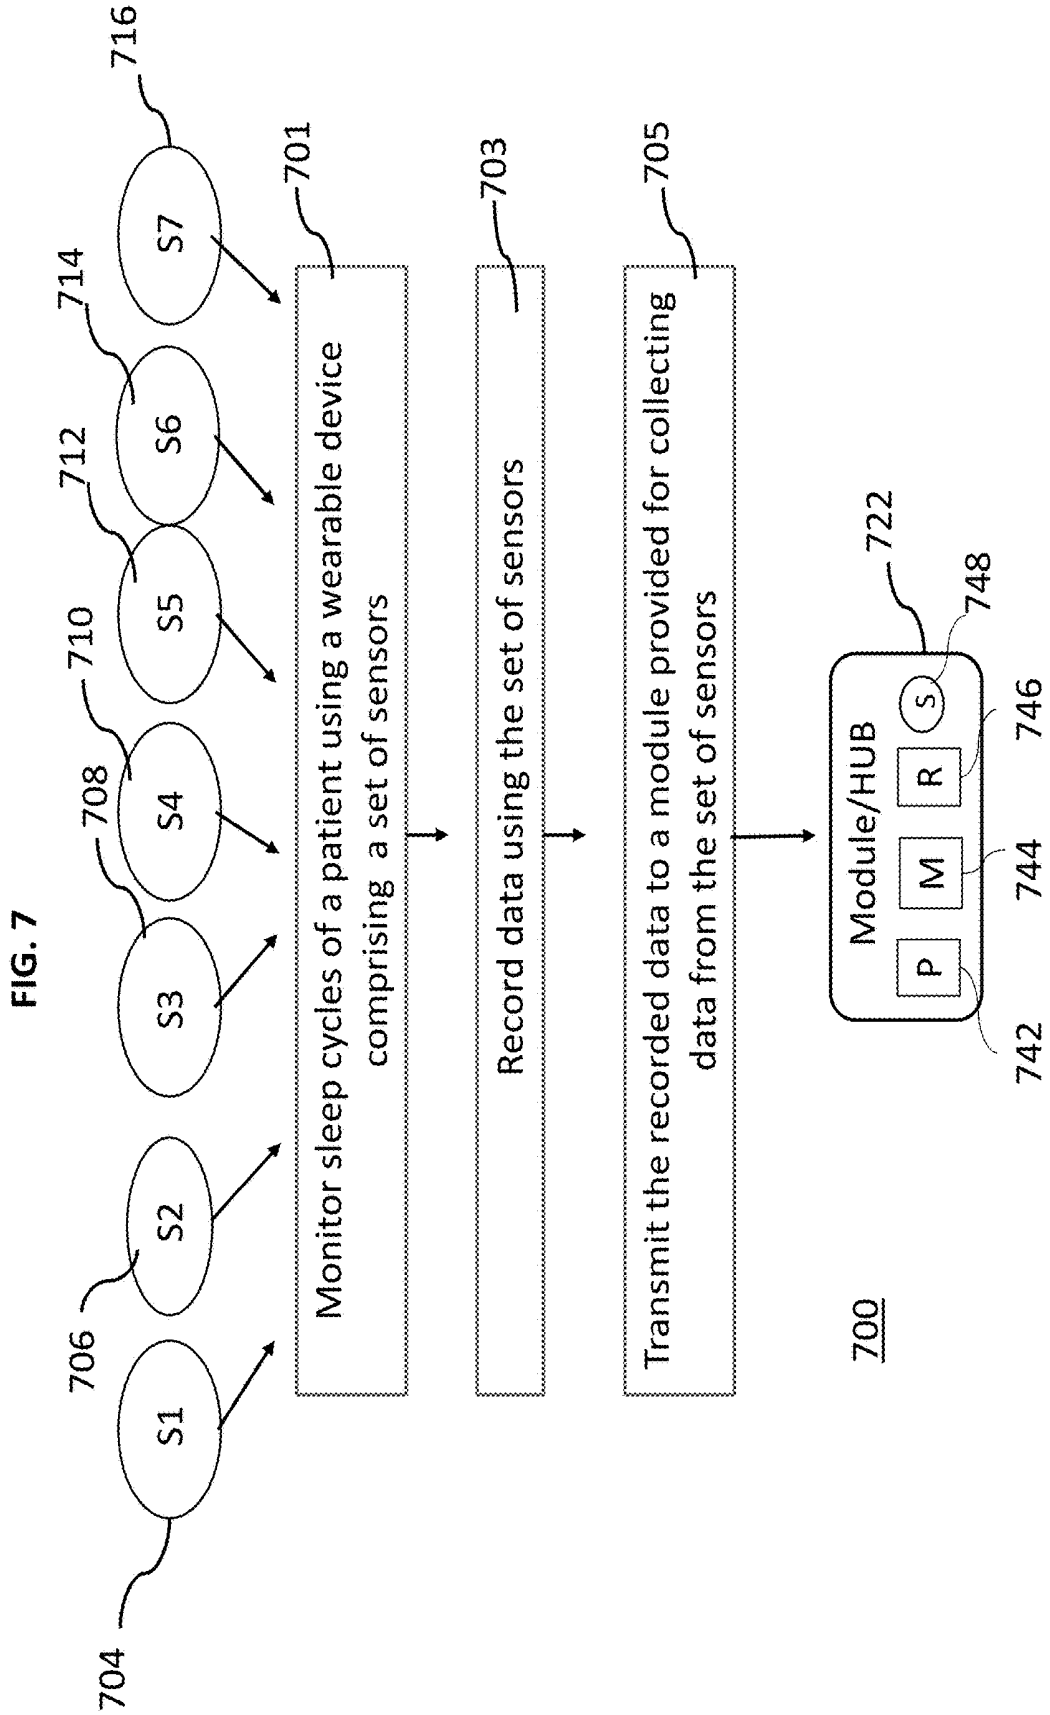 FIG. 7
704
706
708
710
712
714
716
S1
S2
S3
S4
S5
S6
S7
701
Monitor sleep cycles of a patient using a wearable device
comprising a set of sensors
703
Record data using the set of sensors
705
Transmit the recorded data to a module provided for collecting
data from the set of sensors
700
722
Module/HUB
P
M
R
S
748
742
744
746